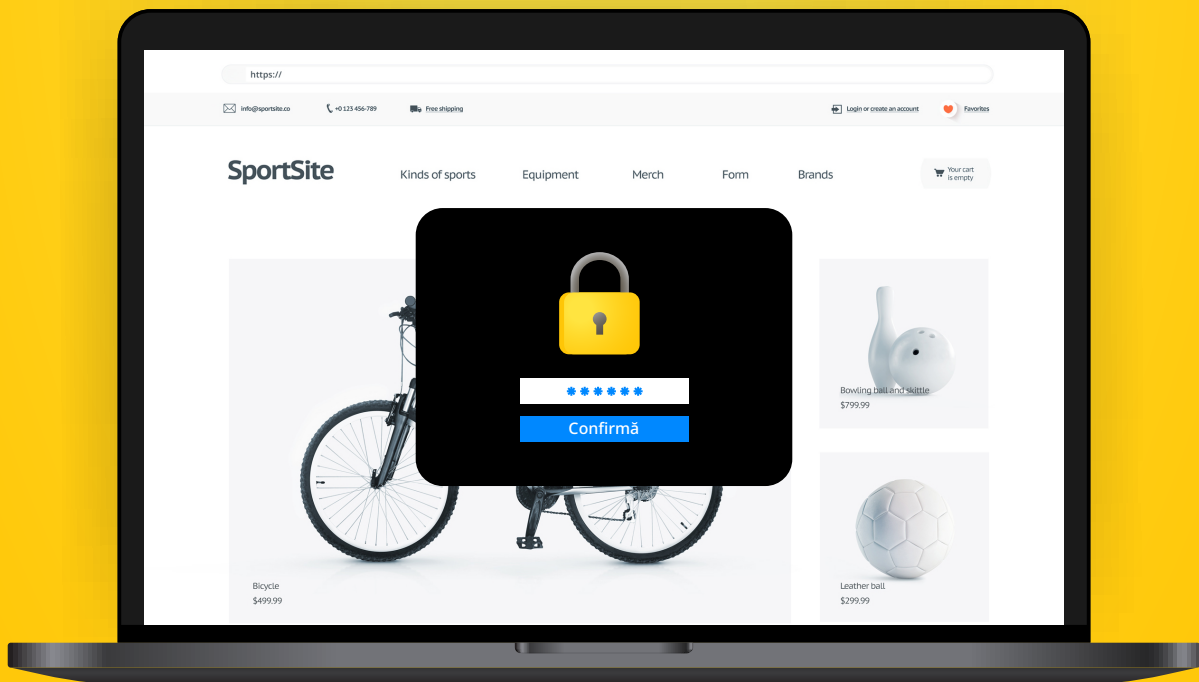 https://
info@sportsite.co
+0 123 456-789
Free shipping
Login or create an account
Favorites
SportSite
Kinds of sports
Equipment
Merch
Form
Brands
Your cart
is empty
******
Confirmă
Bowling ball and skittle
$799.99
Bicycle
$499.99
Leather ball
$299.99